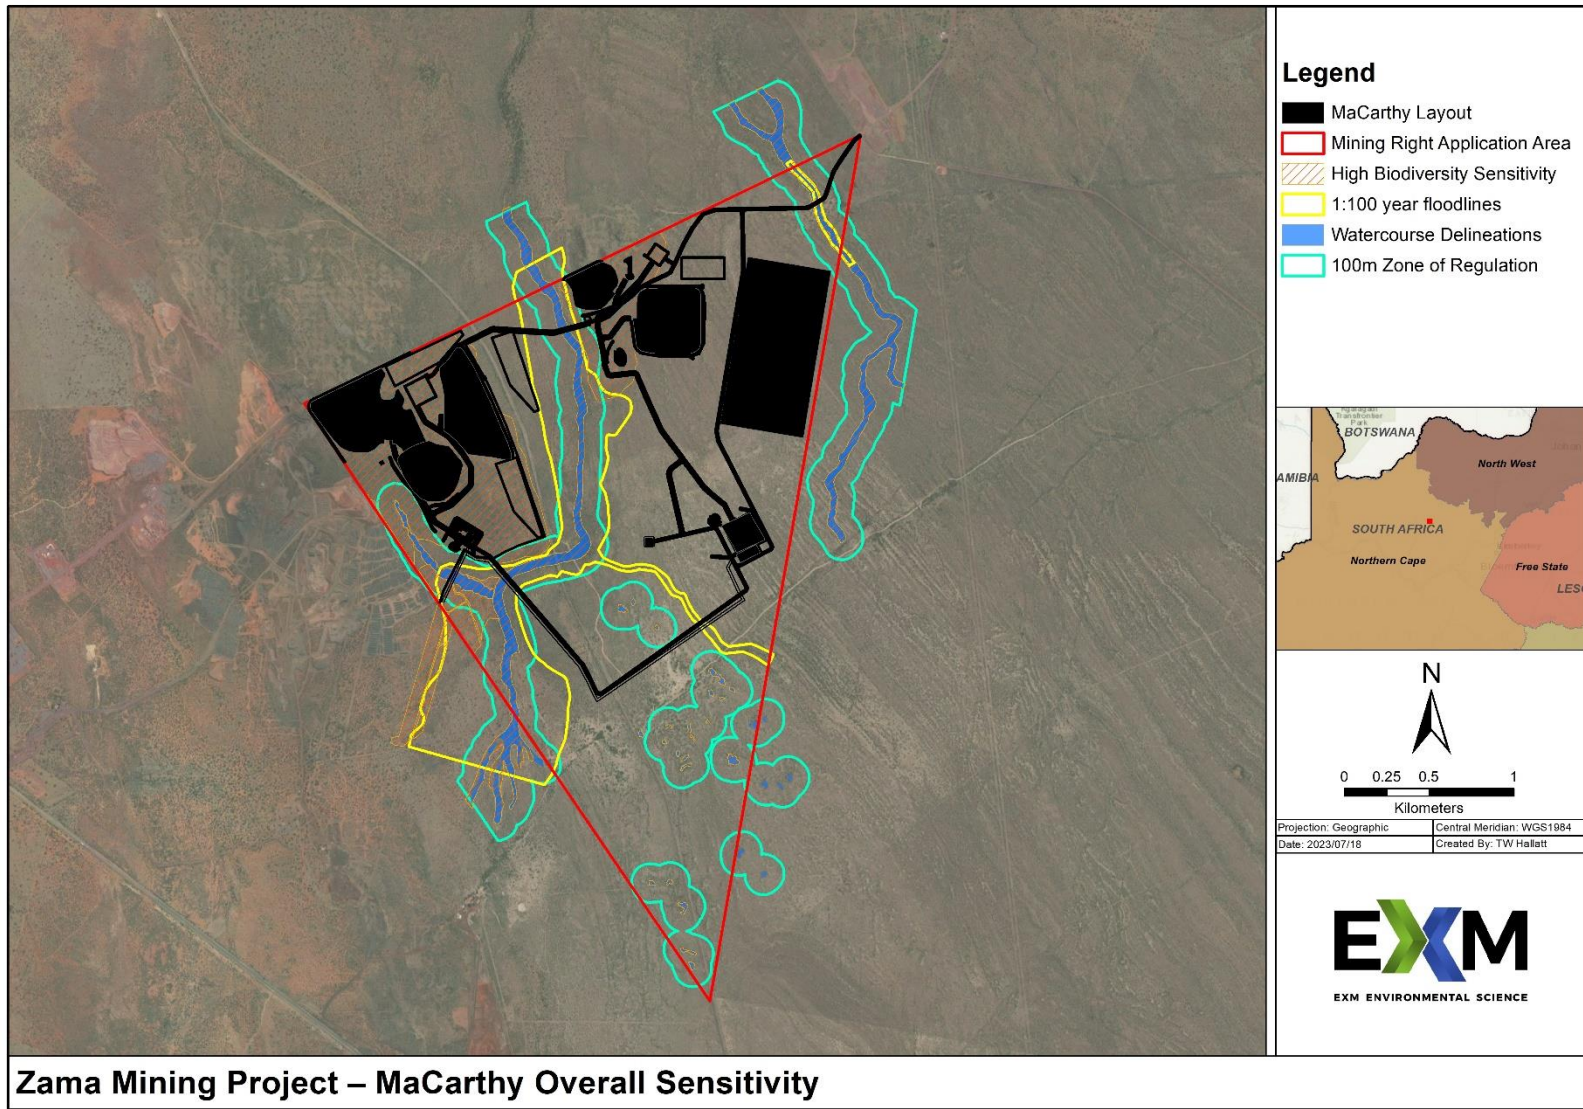 Legend
MaCarthy Layout
Mining Right Application Area
High Biodiversity Sensitivity
1:100 year floodlines
Watercourse Delineations
100m Zone of Regulation
Transfrontier
Park
BOTSWANA
North West
AMIBIA
SOUTH AFRICA
Northern Cape
Free State
LESO
N
0 0.25 0.5 1
Kilometers
Projection: Geographic Central Meridian: WGS1984
Date: 2023/07/18 Created By: TW Hallatt
EXM
EXM ENVIRONMENTAL SCIENCE
Zama Mining Project – MaCarthy Overall Sensitivity